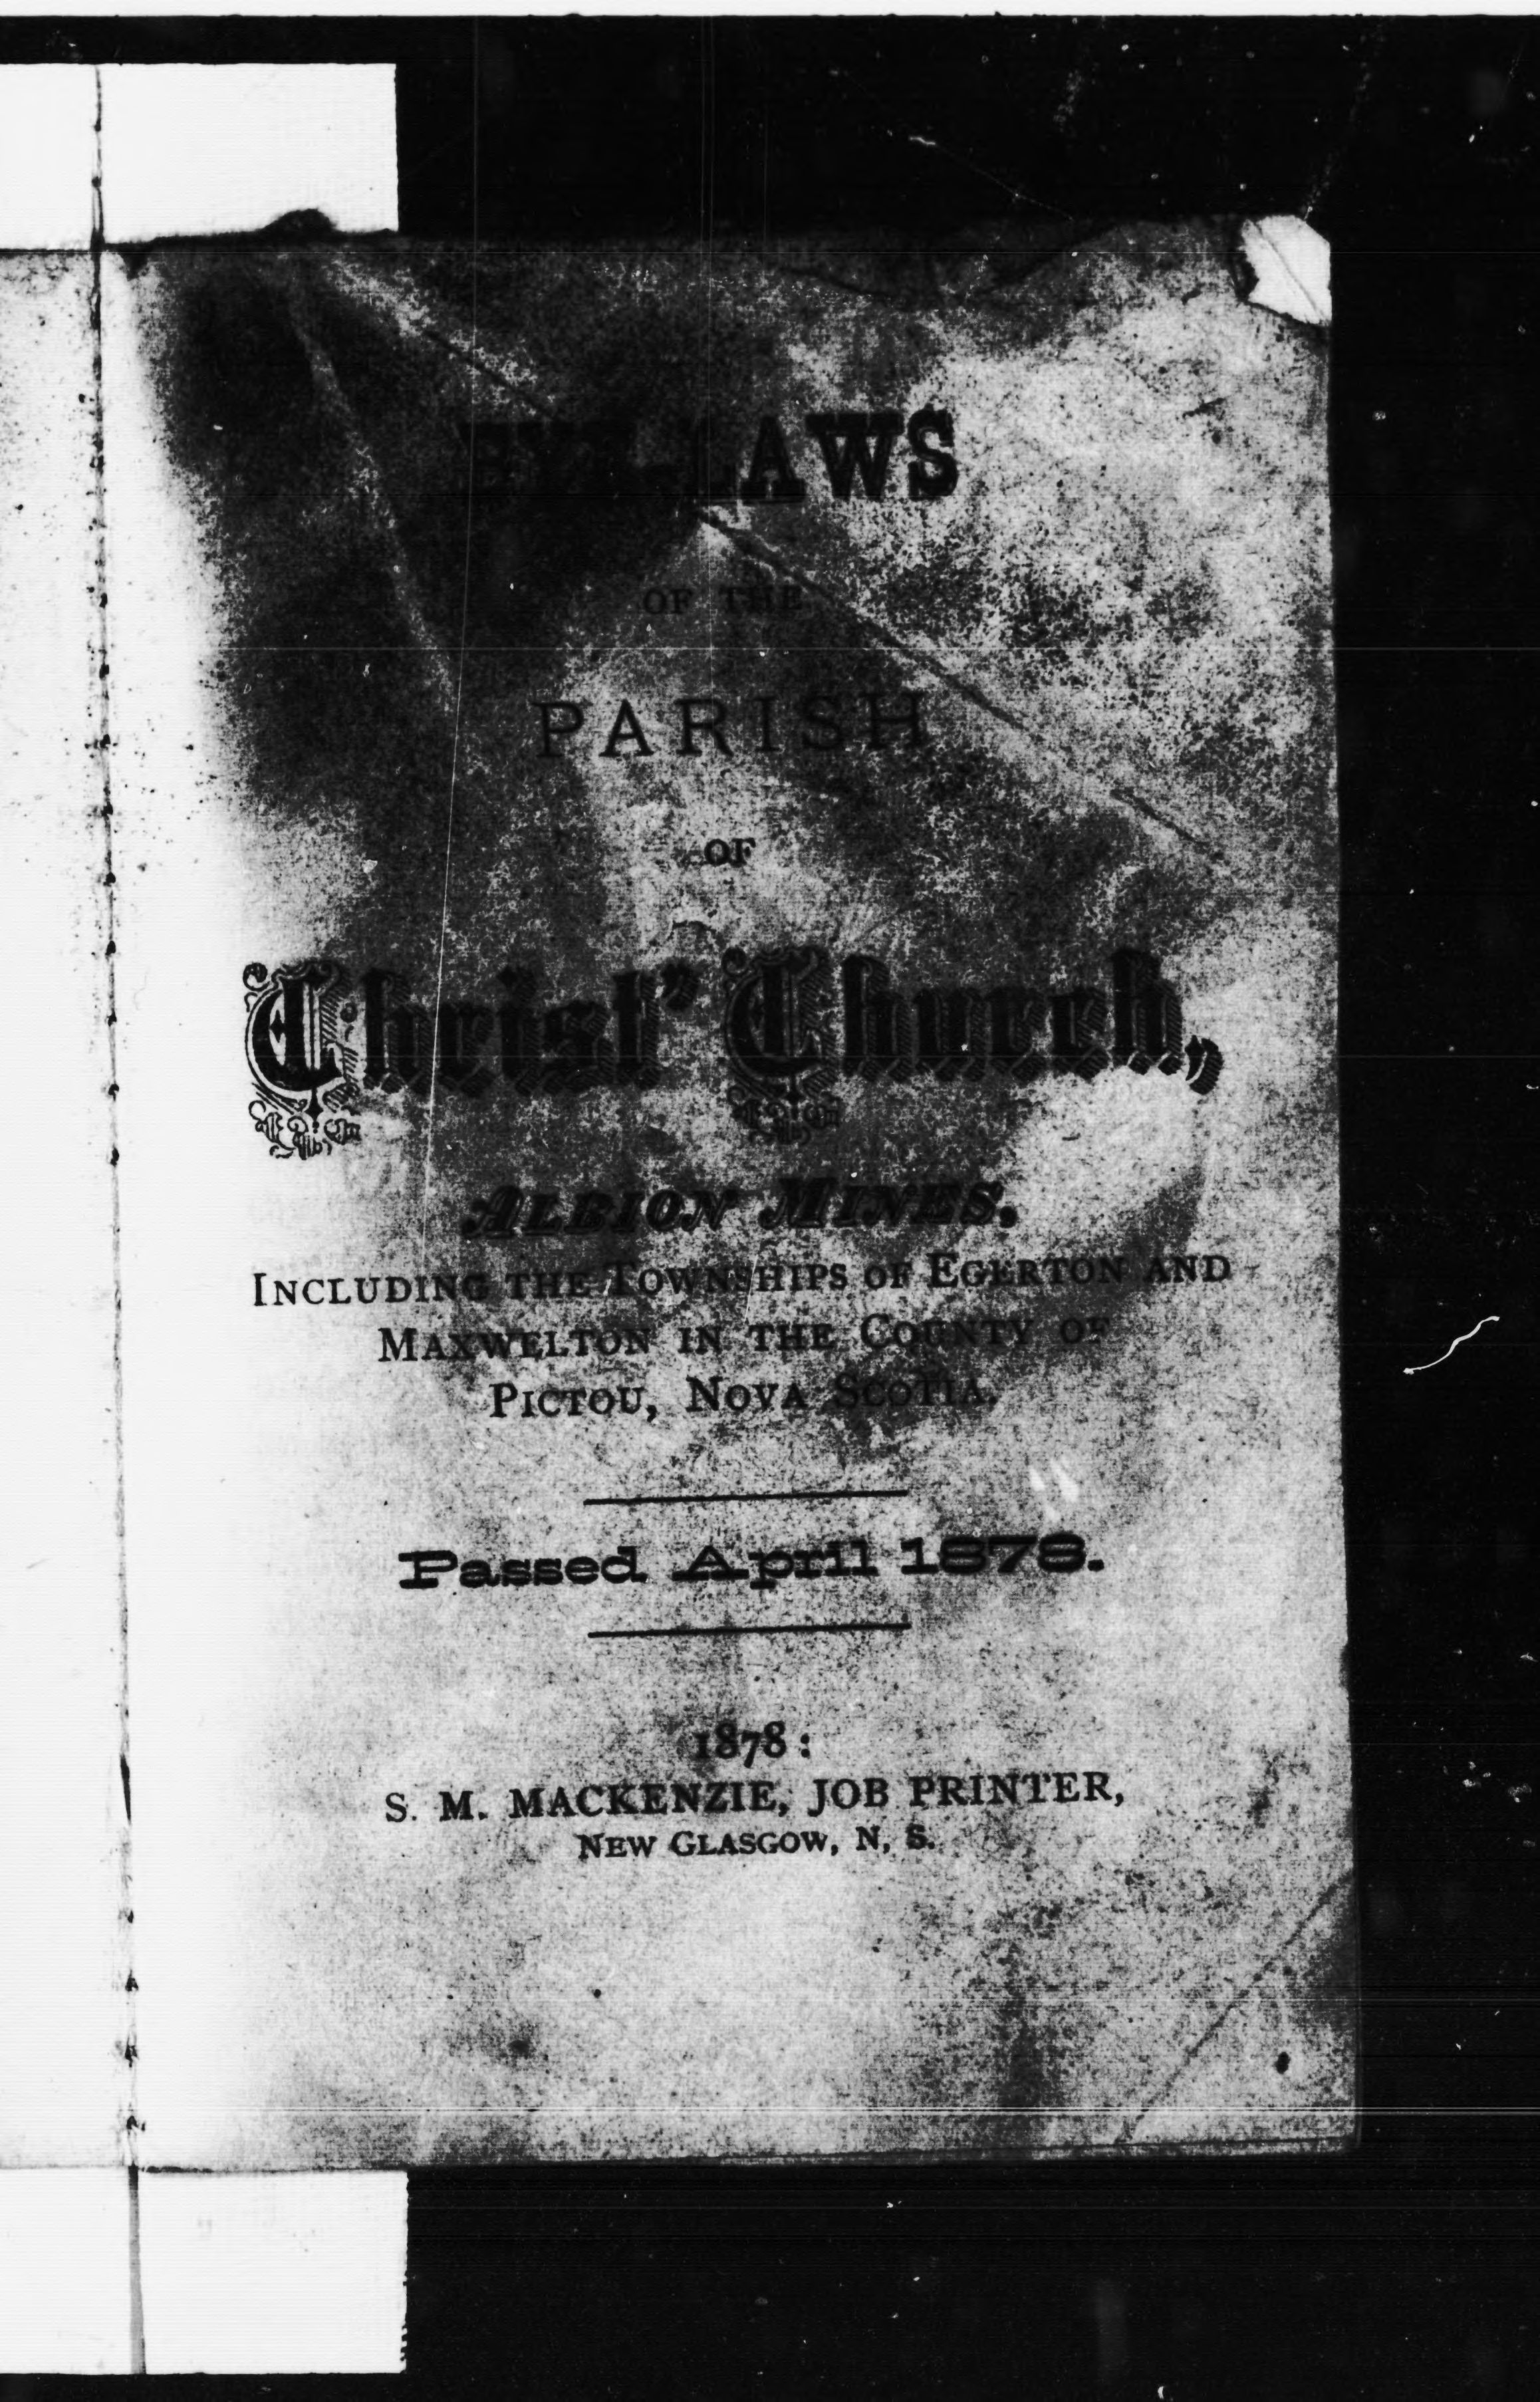 BYE-LAWS
OF THE
PARISH
OF
Christ' Church,
ALBION MINES,
INCLUDING THE TOWNSHIPS OF EGERTON AND
MAXWELTON IN THE COUNTY OF
PICTOU, NOVA SCOTIA.
Passed April 1878.
1878:
S. M. MACKENZIE, JOB PRINTER,
NEW GLASGOW, N. S.